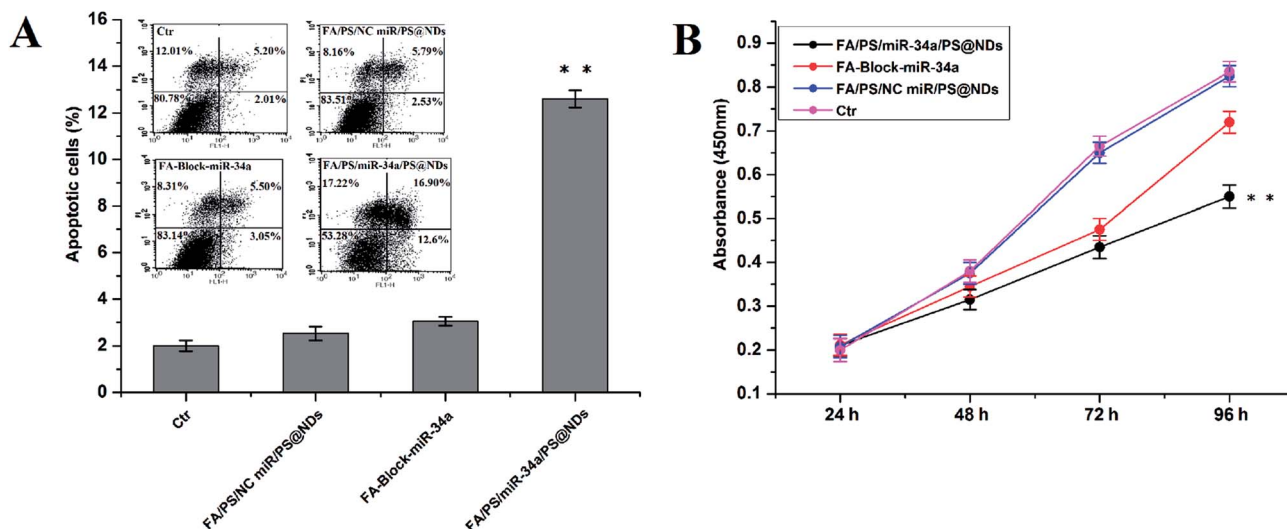 A
Apoptotic cells (%)
16
14
12
10
8
6
4
2
0
Ctr
12.01%
5.20%
80.78%
2.01%
FL1-H
FA/PS/NC miR/PS@NDs
8.16%
5.79%
83.51%
2.53%
FL1-H
FA-Block-miR-34a
8.31%
5.50%
83.14%
3.05%
FL1-H
FA/PS/miR-34a/PS@NDs
17.22%
16.90%
53.28%
12.6%
FL1-H
* *
Ctr
FA/PS/NC miR/PS@NDs
FA-Block-miR-34a
FA/PS/miR-34a/PS@NDs
B
Absorbance (450nm)
0.9
0.8
0.7
0.6
0.5
0.4
0.3
0.2
0.1
FA/PS/miR-34a/PS@NDs
FA-Block-miR-34a
FA/PS/NC miR/PS@NDs
Ctr
* *
24 h
48 h
72 h
96 h